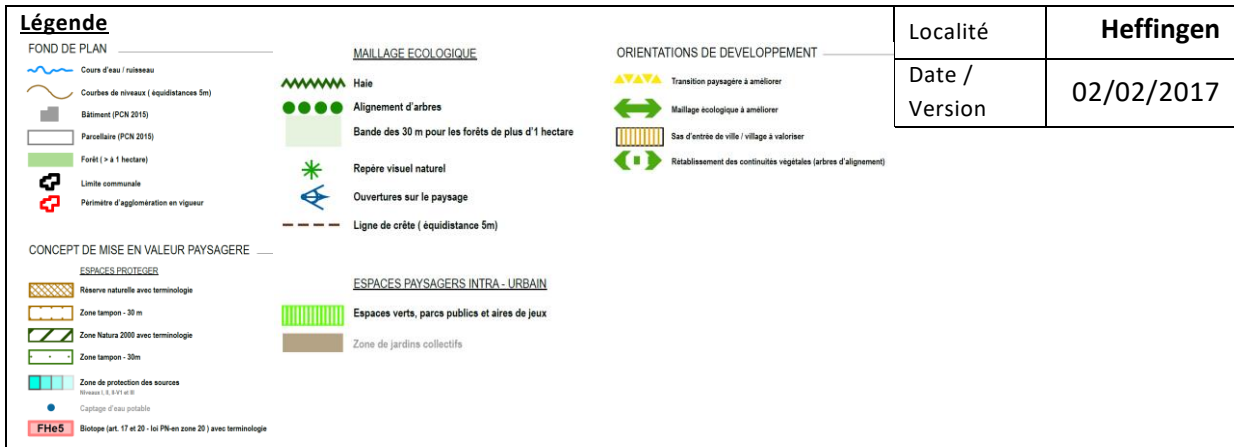 Légende
FOND DE PLAN
Cours d'eau / ruisseau
Courbes de niveaux ( équidistances 5m)
Bâtiment (PCN 2015)
Parcellaire (PCN 2015)
Forêt ( > à 1 hectare)
Limite communale
Périmètre d'agglomération en vigueur
CONCEPT DE MISE EN VALEUR PAYSAGERE
ESPACES PROTEGER
Réserve naturelle avec terminologie
Zone tampon - 30 m
Zone Natura 2000 avec terminologie
Zone tampon - 30m
Zone de protection des sources
Niveaux I, II, II-V1 et III
Captage d'eau potable
FHe5 Biotope (art. 17 et 20 - loi PN-en zone 20 ) avec terminologie
MAILLAGE ECOLOGIQUE
Haie
Alignement d'arbres
Bande des 30 m pour les forêts de plus d'1 hectare
Repère visuel naturel
Ouvertures sur le paysage
Ligne de crête ( équidistance 5m)
ESPACES PAYSAGERS INTRA - URBAIN
Espaces verts, parcs publics et aires de jeux
Zone de jardins collectifs
ORIENTATIONS DE DEVELOPPEMENT
Transition paysagère à améliorer
Maillage écologique à améliorer
Sas d'entrée de ville / village à valoriser
Rétablissement des continuités végétales (arbres d'alignement)
Localité Heffingen
Date /
Version 02/02/2017